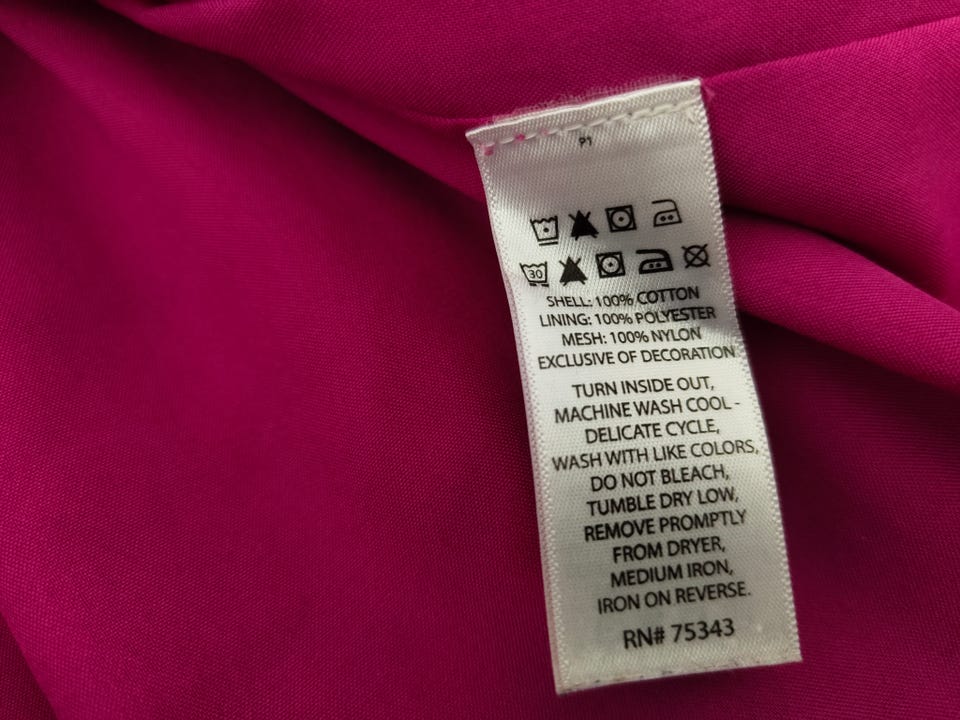 P1
30
SHELL: 100% COTTON
LINING: 100% POLYESTER
MESH: 100% NYLON
EXCLUSIVE OF DECORATION
TURN INSIDE OUT,
MACHINE WASH COOL -
DELICATE CYCLE,
WASH WITH LIKE COLORS,
DO NOT BLEACH,
TUMBLE DRY LOW,
REMOVE PROMPTLY
FROM DRYER,
MEDIUM IRON,
IRON ON REVERSE.
RN# 75343